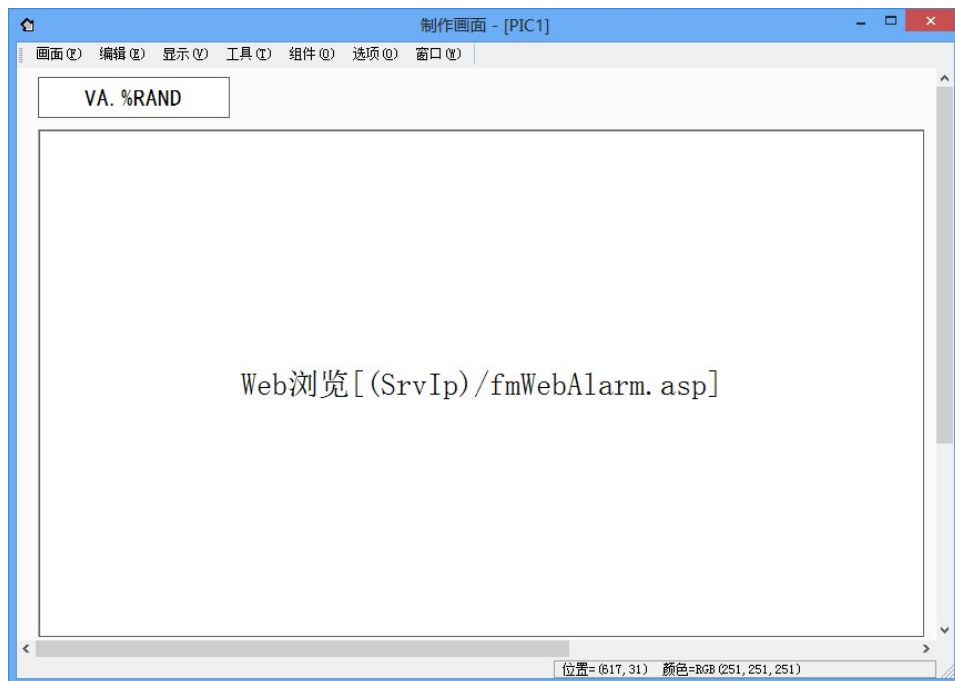 制作画面 - [PIC1]
画面(F) 编辑(E) 显示(V) 工具(T) 组件(O) 选项(O) 窗口(W)
VA.%RAND
Web浏览[(SrvIp)/fmWebAlarm.asp]
位置=(617,31) 颜色=RGB(251,251,251)